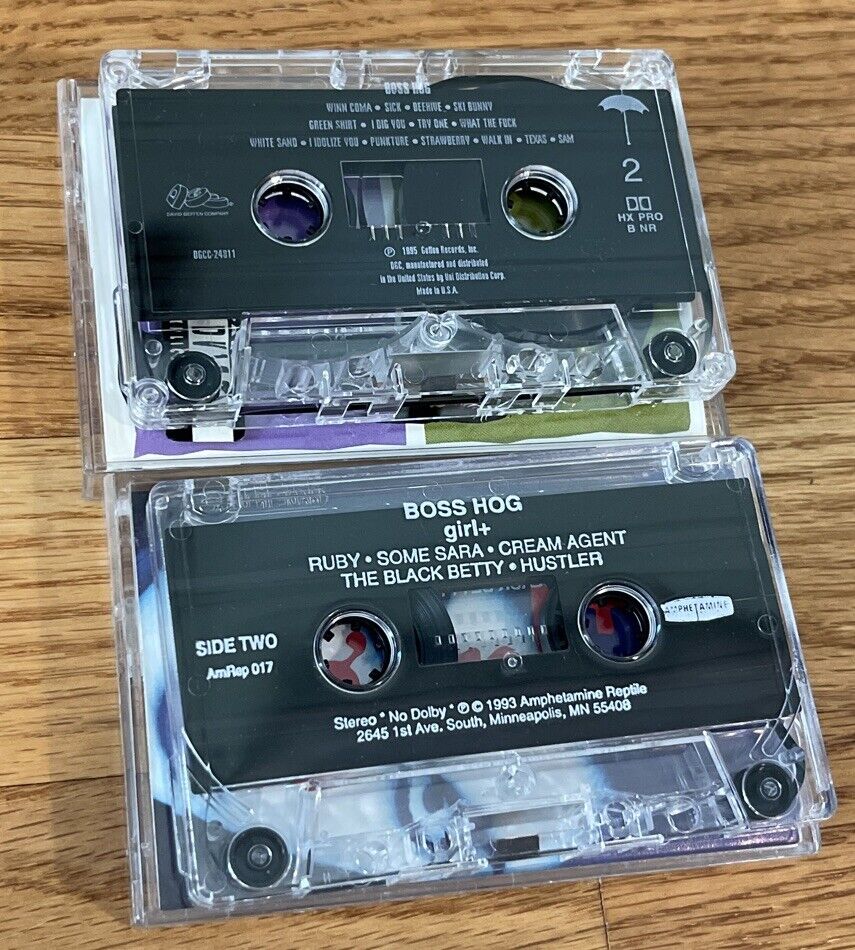 BOSS HOG
WINN COMA • SICK • BEEHIVE • SKI BUNNY
GREEN SHIRT • I DIG YOU • TRY ONE • WHAT THE FUCK
WHITE SAND • I IDOLIZE YOU • PUNKTURE • STRAWBERRY • WALK IN • TEXAS • SAM
2
HX PRO
B NR
DAVID GEFFEN COMPANY
DGCC-24811
℗ 1995 Geffen Records, Inc.
DGC, manufactured and distributed
in the United States by Uni Distribution Corp.
Made in U.S.A.
BOSS HOG
girl+
RUBY • SOME SARA • CREAM AGENT
THE BLACK BETTY • HUSTLER
AMPHETAMINE
SIDE TWO
AmRep 017
Stereo * No Dolby * ℗ © 1993 Amphetamine Reptile
2645 1st Ave. South, Minneapolis, MN 55408